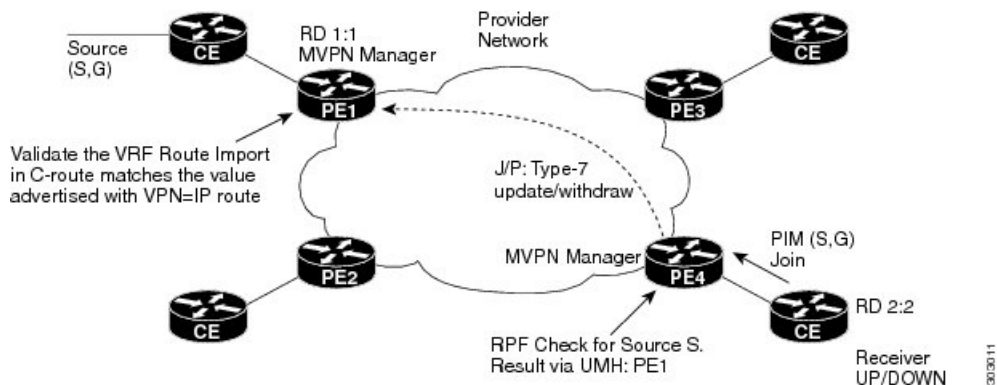 Source
(S,G)
CE
RD 1:1
MVPN Manager
PE1
Provider
Network
CE
PE3
Validate the VRF Route Import
in C-route matches the value
advertised with VPN=IP route
J/P: Type-7
update/withdraw
PE2
CE
MVPN Manager
PE4
PIM (S,G)
Join
RD 2:2
CE
RPF Check for Source S.
Result via UMH: PE1
Receiver
UP/DOWN
303011